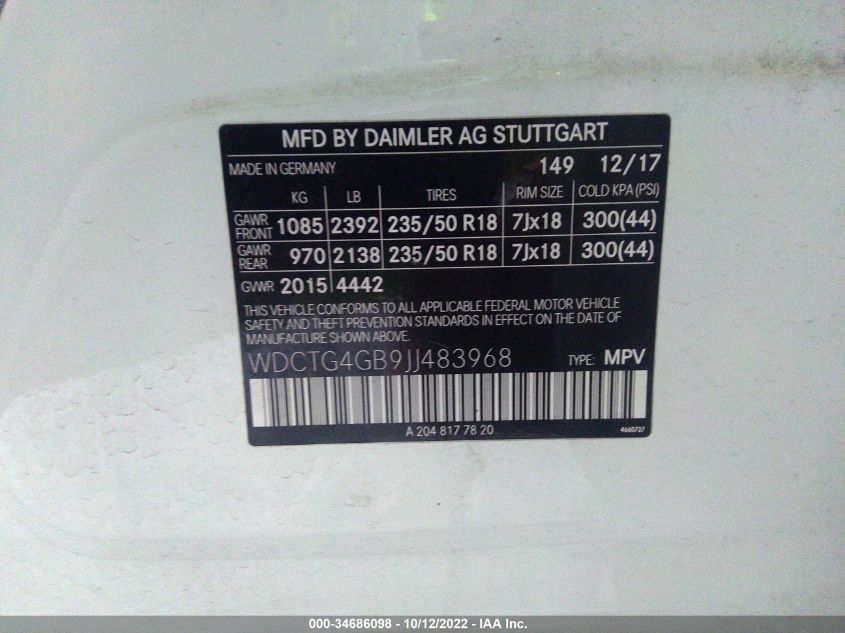 MFD BY DAIMLER AG STUTTGART
MADE IN GERMANY 149 12/17
KG LB TIRES RIM SIZE COLD KPA (PSI)
GAWR FRONT 1085 2392 235/50 R18 7Jx18 300(44)
GAWR REAR 970 2138 235/50 R18 7Jx18 300(44)
GVWR 2015 4442
THIS VEHICLE CONFORMS TO ALL APPLICABLE FEDERAL MOTOR VEHICLE
SAFETY AND THEFT PREVENTION STANDARDS IN EFFECT ON THE DATE OF
MANUFACTURE SHOWN ABOVE.
WDCTG4GB9JJ483968 TYPE: MPV
A 204 817 78 20 4660727
000-34686098 - 10/12/2022 - IAA Inc.